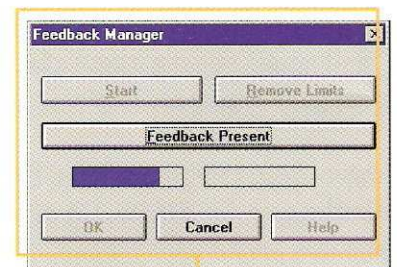 Feedback Manager
Start Remove Limits
Feedback Present
OK Cancel Help